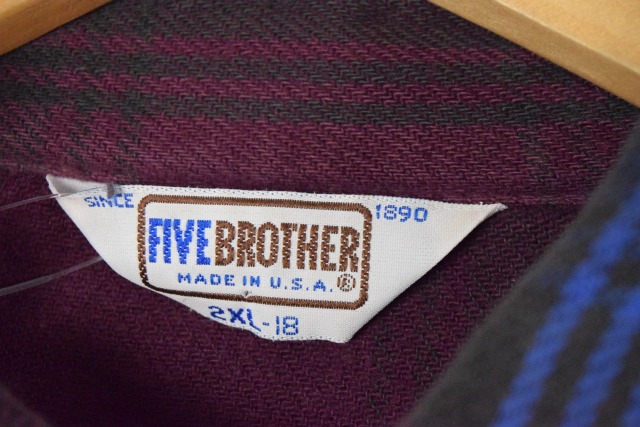 SINCE 1890
FIVE BROTHER
MADE IN U.S.A.®
2XL-18